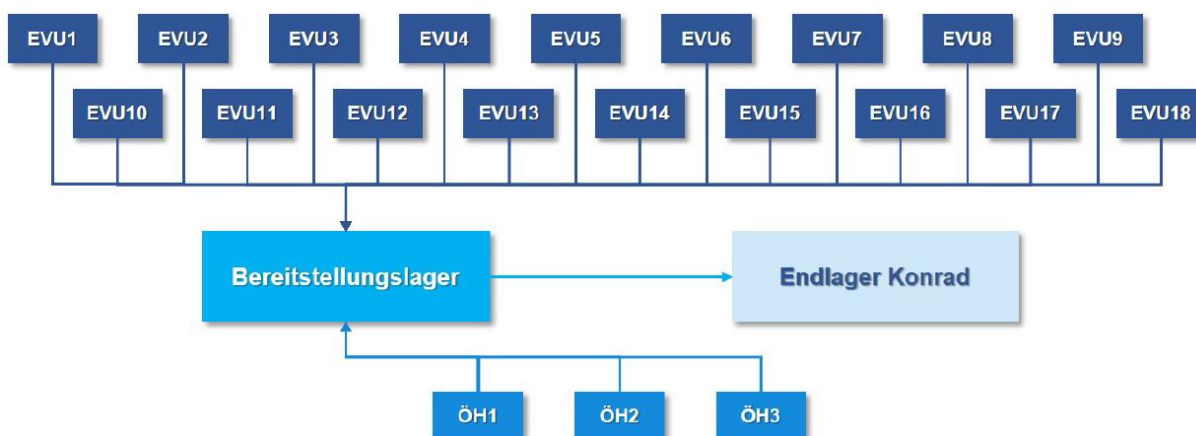 EVU1 EVU2 EVU3 EVU4 EVU5 EVU6 EVU7 EVU8 EVU9
EVU10 EVU11 EVU12 EVU13 EVU14 EVU15 EVU16 EVU17 EVU18
Bereitstellungslager Endlager Konrad
ÖH1 ÖH2 ÖH3